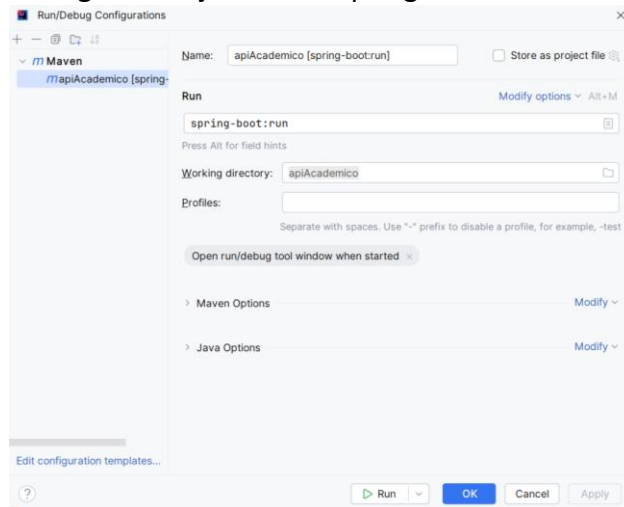 Run/Debug Configurations
Maven
apiAcademico [spring-
Edit configuration templates...
Name: apiAcademico [spring-boot:run] Store as project file
Run Modify options Alt+M
spring-boot:run
Press Alt for field hints
Working directory: apiAcademico
Profiles:
Separate with spaces. Use "-" prefix to disable a profile, for example, -test
Open run/debug tool window when started
Maven Options Modify
Java Options Modify
? Run OK Cancel Apply